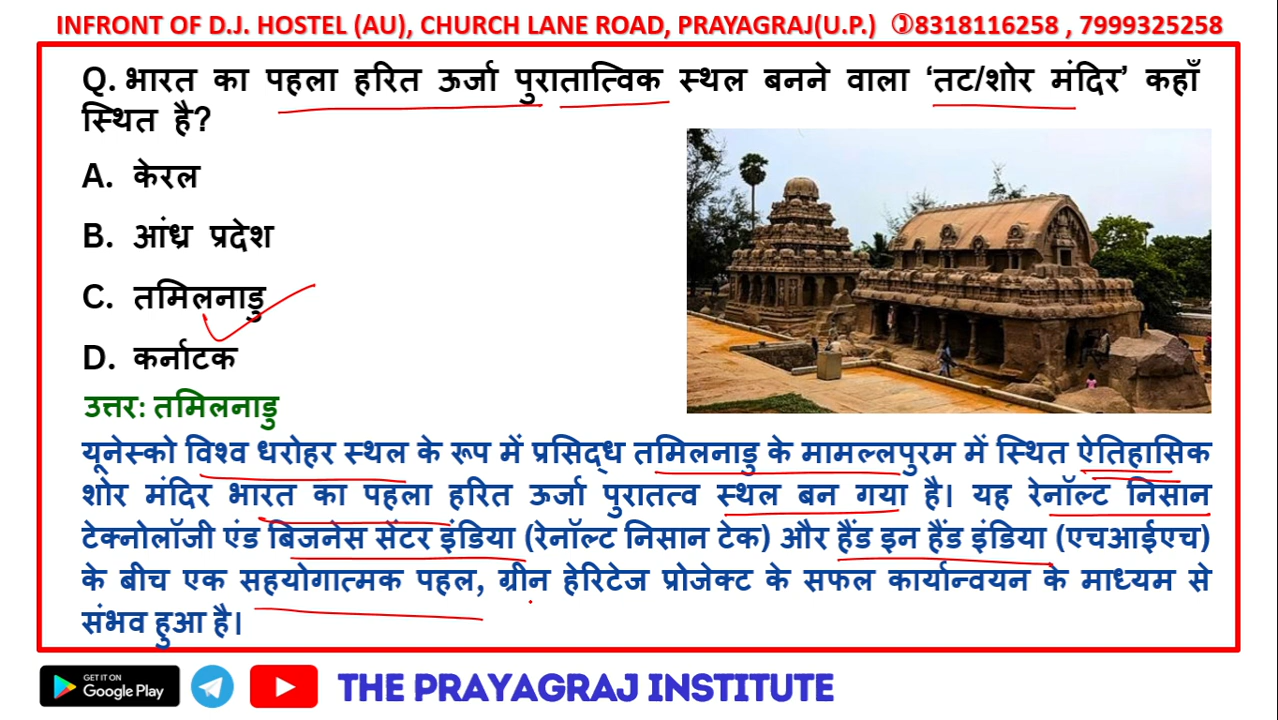 INFRONT OF D.J. HOSTEL (AU), CHURCH LANE ROAD, PRAYAGRAJ(U.P.) ✆8318116258 , 7999325258
Q. भारत का पहला हरित ऊर्जा पुरातात्विक स्थल बनने वाला ‘तट/शोर मंदिर’ कहाँ
स्थित है?
A. केरल
B. आंध्र प्रदेश
C. तमिलनाडु
D. कर्नाटक
उत्तर: तमिलनाडु
यूनेस्को विश्व धरोहर स्थल के रूप में प्रसिद्ध तमिलनाडु के मामल्लपुरम में स्थित ऐतिहासिक
शोर मंदिर भारत का पहला हरित ऊर्जा पुरातत्व स्थल बन गया है। यह रेनॉल्ट निसान
टेक्नोलॉजी एंड बिजनेस सेंटर इंडिया (रेनॉल्ट निसान टेक) और हैंड इन हैंड इंडिया (एचआईएच)
के बीच एक सहयोगात्मक पहल, ग्रीन हेरिटेज प्रोजेक्ट के सफल कार्यान्वयन के माध्यम से
संभव हुआ है।
GET IT ON
Google Play
THE PRAYAGRAJ INSTITUTE